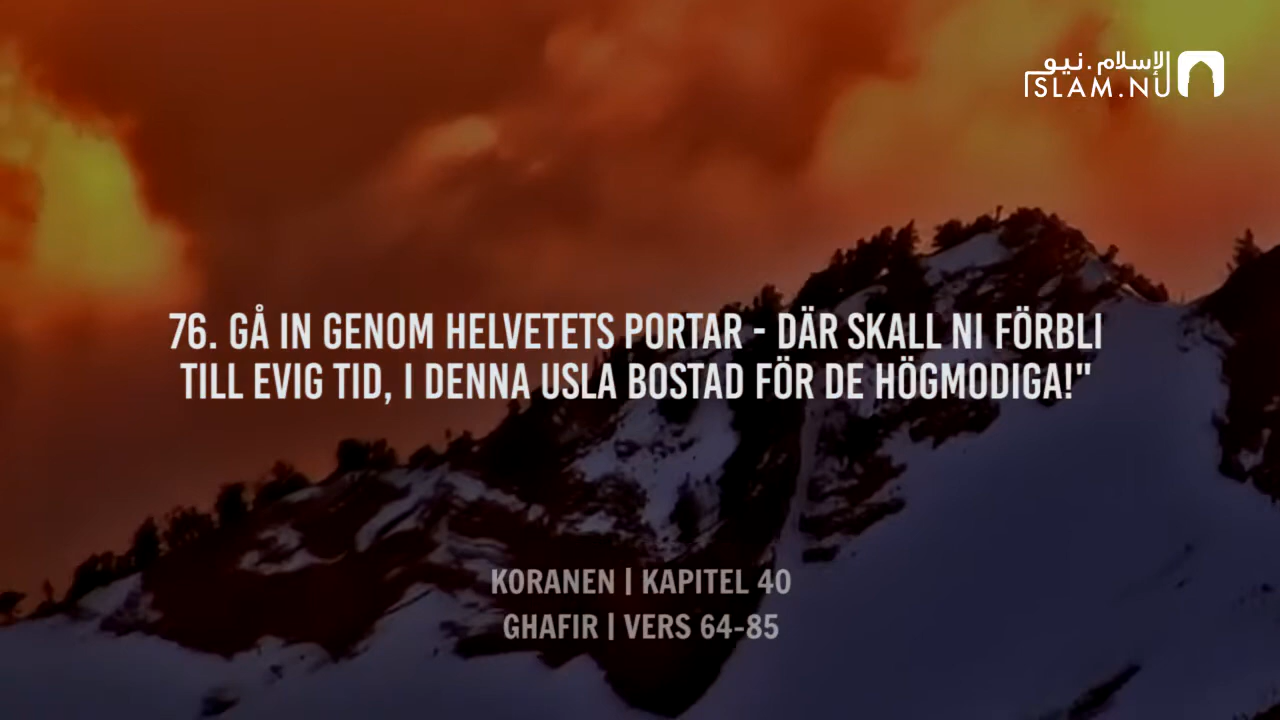 الإسلام.نيو
ISLAM.NU
76. GÅ IN GENOM HELVETETS PORTAR - DÄR SKALL NI FÖRBLI
TILL EVIG TID, I DENNA USLA BOSTAD FÖR DE HÖGMODIGA!"
KORANEN | KAPITEL 40
GHAFIR | VERS 64-85